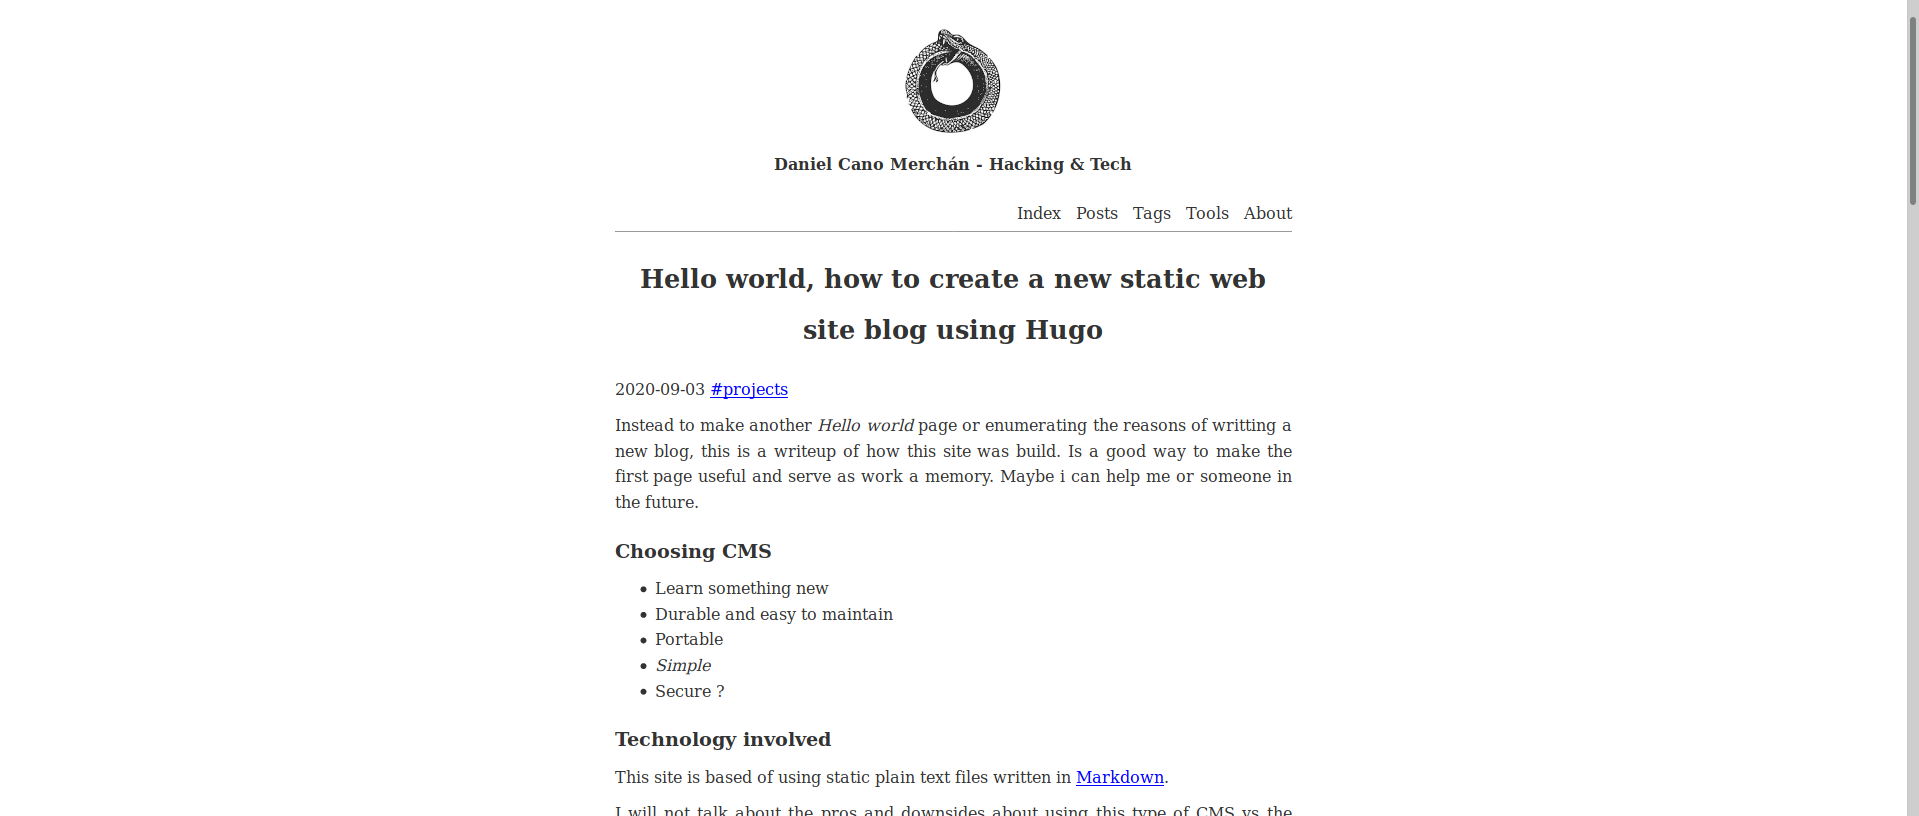 Daniel Cano Merchán - Hacking & Tech
Index Posts Tags Tools About
Hello world, how to create a new static web
site blog using Hugo
2020-09-03 #projects
Instead to make another Hello world page or enumerating the reasons of writting a
new blog, this is a writeup of how this site was build. Is a good way to make the
first page useful and serve as work a memory. Maybe i can help me or someone in
the future.
Choosing CMS
Learn something new
Durable and easy to maintain
Portable
Simple
Secure ?
Technology involved
This site is based of using static plain text files written in Markdown.
I will not talk about the pros and downsides about using this type of CMS vs the